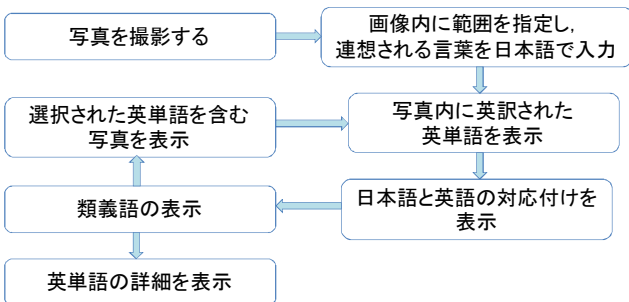 写真を撮影する
画像内に範囲を指定し,
連想される言葉を日本語で入力
選択された英単語を含む
写真を表示
写真内に英訳された
英単語を表示
類義語の表示
日本語と英語の対応付けを
表示
英単語の詳細を表示